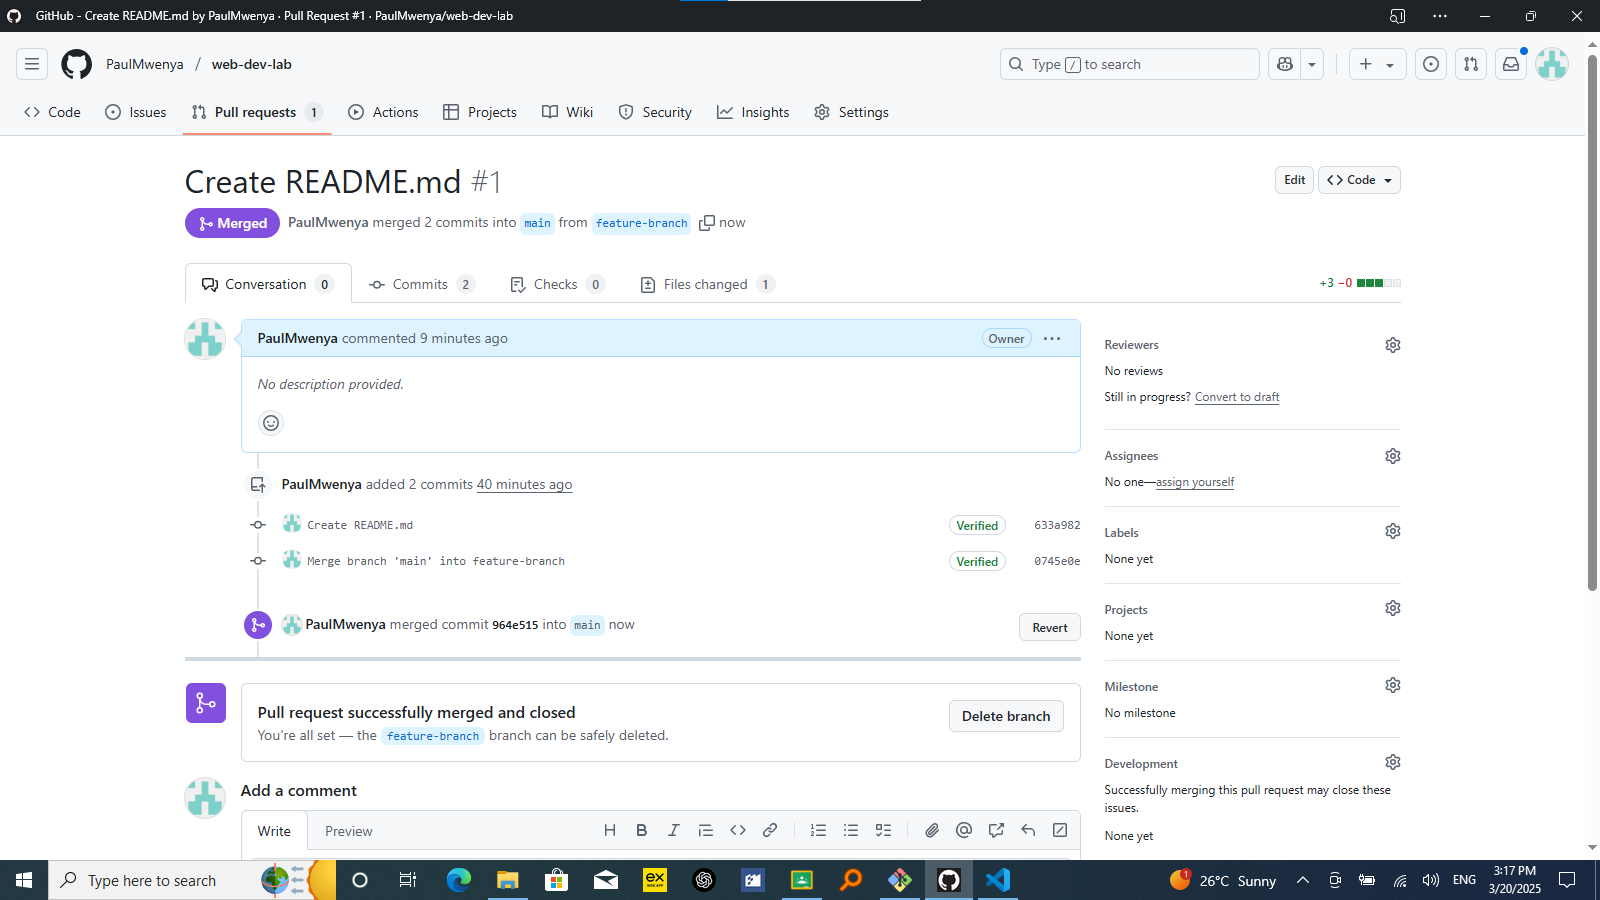 GitHub - Create README.md by PaulMwenya · Pull Request #1 · PaulMwenya/web-dev-lab
PaulMwenya / web-dev-lab
Type / to search
Code
Issues
Pull requests 1
Actions
Projects
Wiki
Security
Insights
Settings
Create README.md #1
Edit
Code
Merged
PaulMwenya merged 2 commits into main from feature-branch now
Conversation 0
Commits 2
Checks 0
Files changed 1
+3 −0
PaulMwenya commented 9 minutes ago
Owner
No description provided.
PaulMwenya added 2 commits 40 minutes ago
Create README.md
Verified
633a982
Merge branch 'main' into feature-branch
Verified
0745e0e
PaulMwenya merged commit 964e515 into main now
Revert
Pull request successfully merged and closed
You're all set — the feature-branch branch can be safely deleted.
Delete branch
Add a comment
Write
Preview
Reviewers
No reviews
Still in progress? Convert to draft
Assignees
No one—assign yourself
Labels
None yet
Projects
None yet
Milestone
No milestone
Development
Successfully merging this pull request may close these
issues.
None yet
Type here to search
ex
WEB APP
1
26°C Sunny
ENG
3:17 PM
3/20/2025